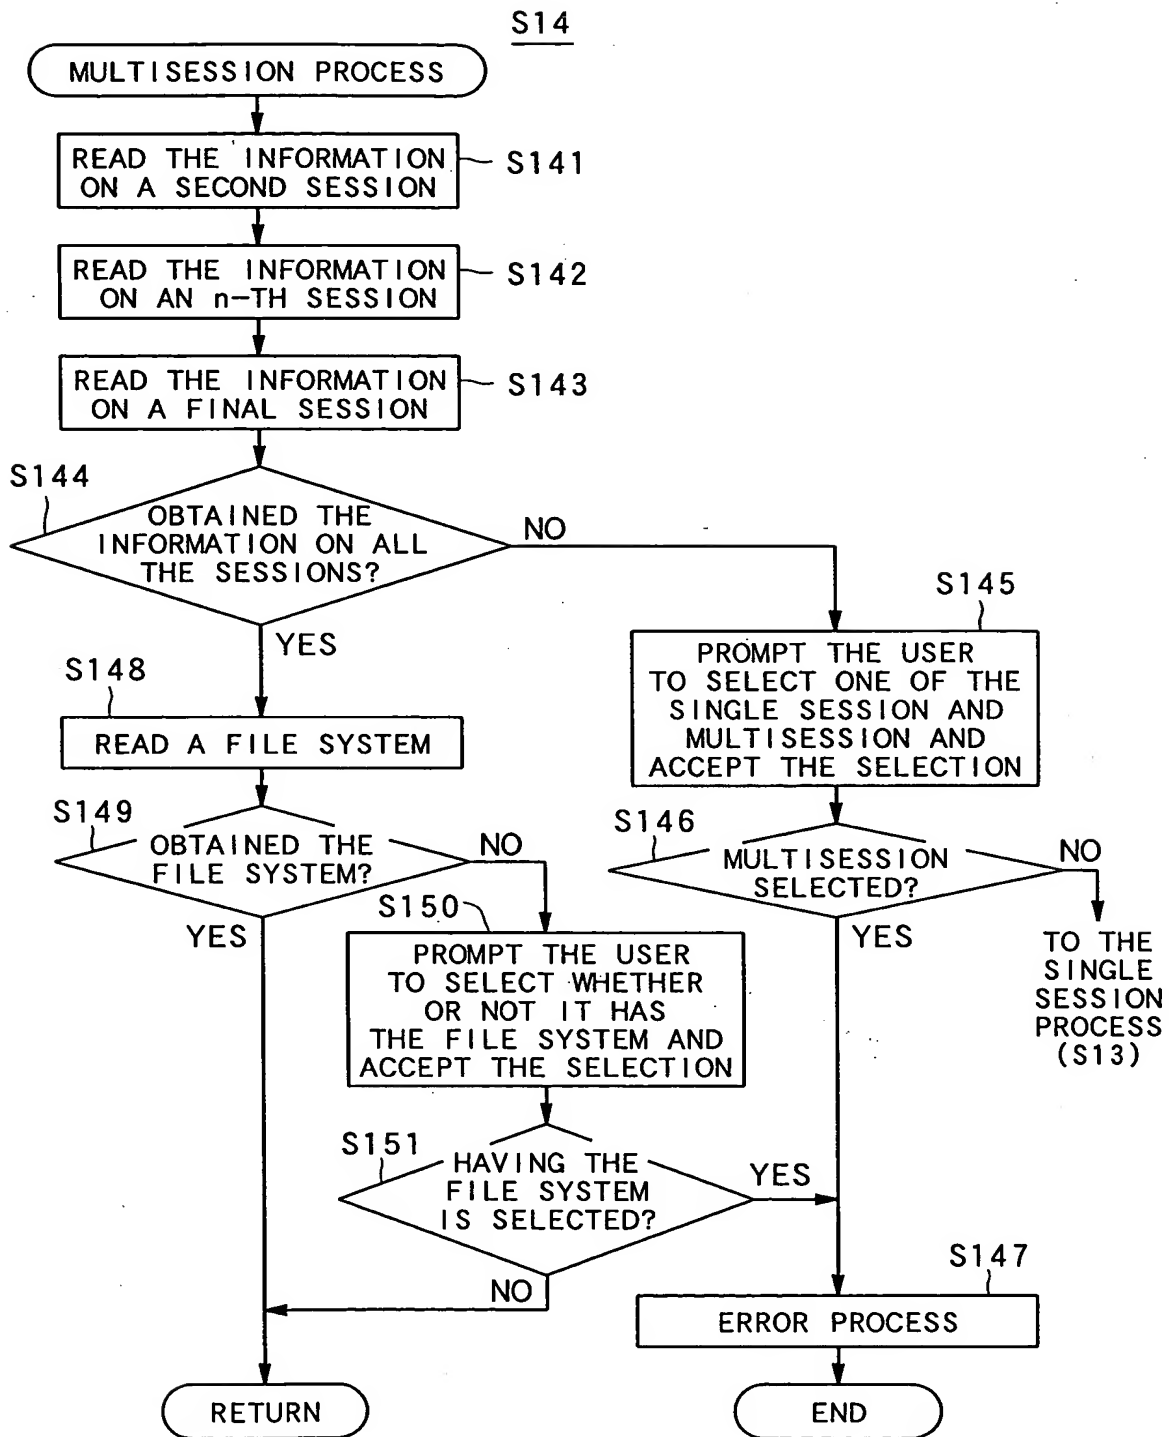 S14
MULTISESSION PROCESS
READ THE INFORMATION
ON A SECOND SESSION
S141
READ THE INFORMATION
ON AN n-TH SESSION
S142
READ THE INFORMATION
ON A FINAL SESSION
S143
S144
OBTAINED THE
INFORMATION ON ALL
THE SESSIONS?
NO
YES
S145
PROMPT THE USER
TO SELECT ONE OF THE
SINGLE SESSION AND
MULTISESSION AND
ACCEPT THE SELECTION
S148
READ A FILE SYSTEM
S149
OBTAINED THE
FILE SYSTEM?
NO
YES
S146
MULTISESSION
SELECTED?
NO
YES
TO THE
SINGLE
SESSION
PROCESS
(S13)
S150
PROMPT THE USER
TO SELECT WHETHER
OR NOT IT HAS
THE FILE SYSTEM AND
ACCEPT THE SELECTION
S151
HAVING THE
FILE SYSTEM
IS SELECTED?
YES
NO
S147
ERROR PROCESS
RETURN
END